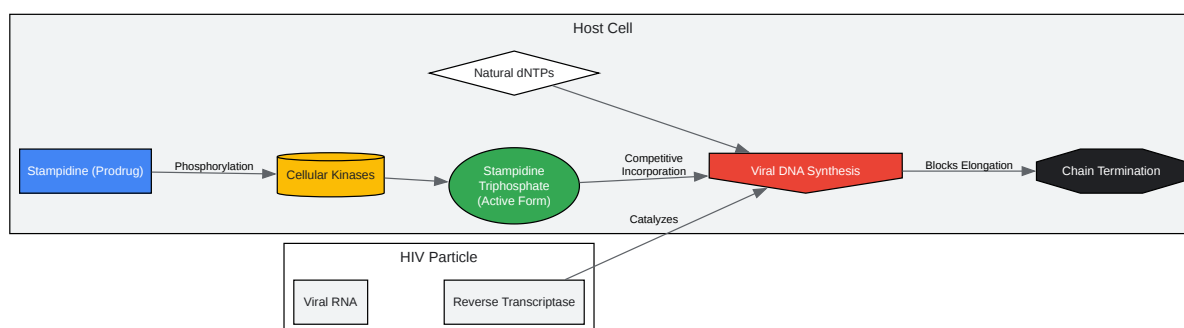 Host Cell
Natural dNTPs
Stampidine (Prodrug)
Phosphorylation
Cellular Kinases
Stampidine
Triphosphate
(Active Form)
Competitive
Incorporation
Viral DNA Synthesis
Blocks Elongation
Chain Termination
Catalyzes
HIV Particle
Viral RNA
Reverse Transcriptase